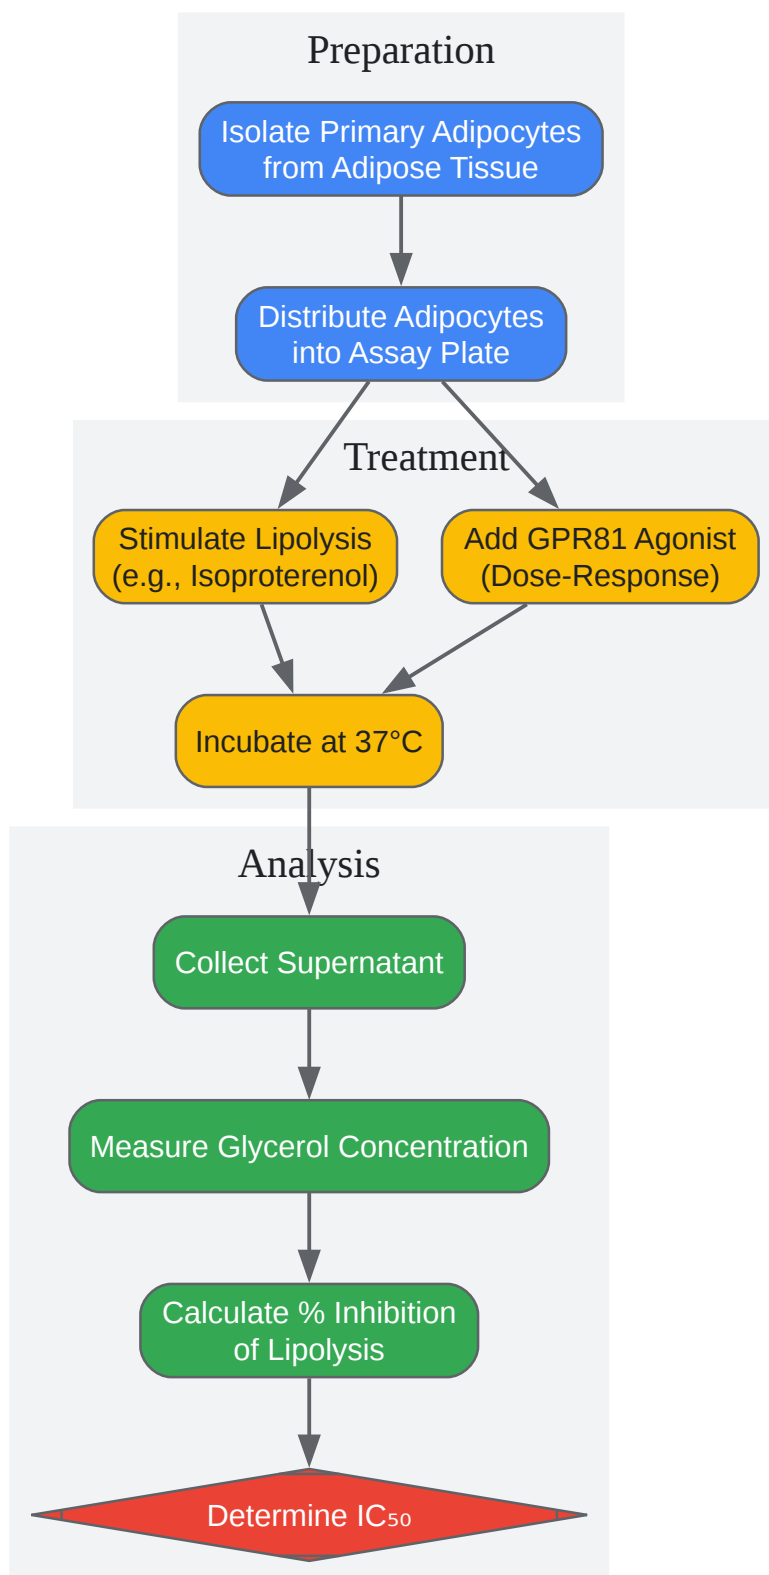 Preparation
Isolate Primary Adipocytes
from Adipose Tissue
Distribute Adipocytes
into Assay Plate
Treatment
Stimulate Lipolysis
(e.g., Isoproterenol)
Add GPR81 Agonist
(Dose-Response)
Incubate at 37°C
Analysis
Collect Supernatant
Measure Glycerol Concentration
Calculate % Inhibition
of Lipolysis
Determine IC₅₀